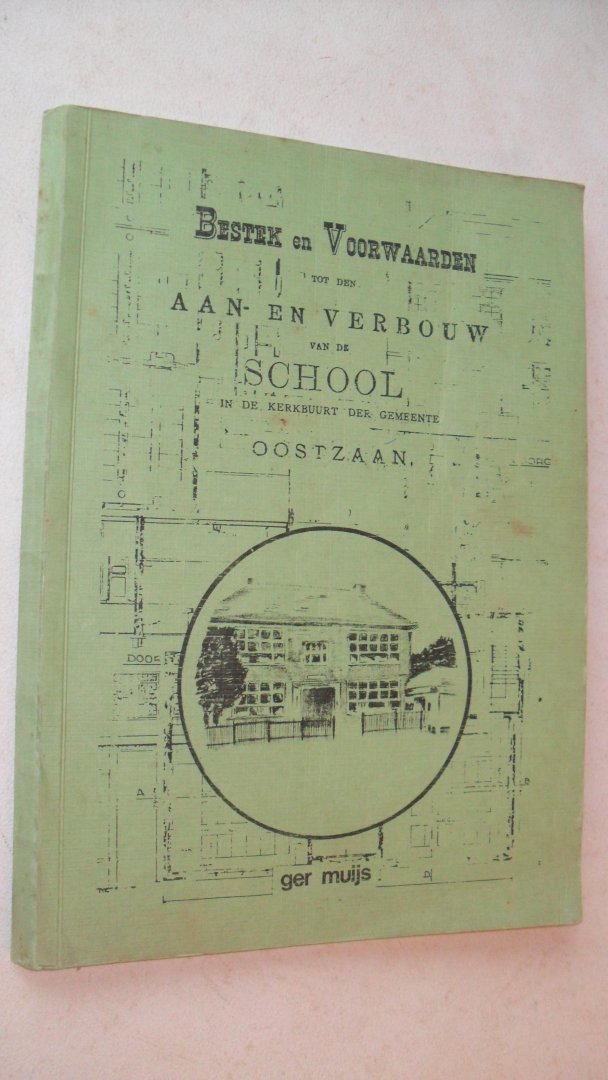 BESTEK en VOORWAARDEN
TOT DEN
AAN- EN VERBOUW
VAN DE
SCHOOL
IN DE KERKBUURT DER GEMEENTE
OOSTZAAN.
DOOR
A
D.
ger muijs